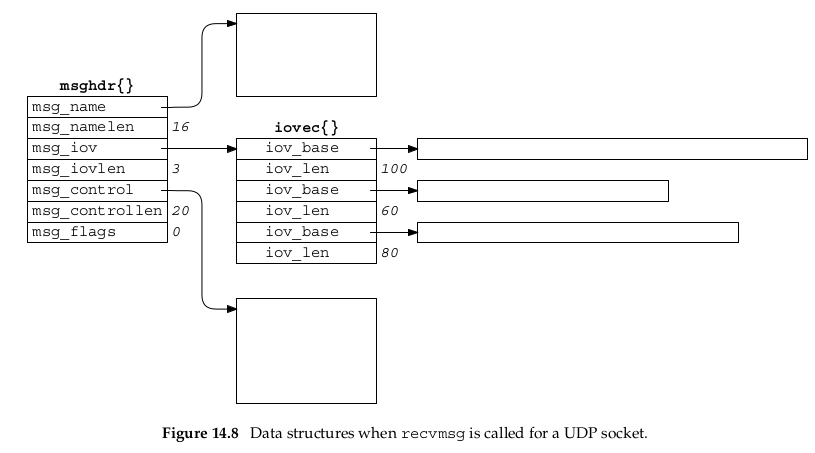 msghdr{}
msg_name
msg_namelen 16
msg_iov
msg_iovlen 3
msg_control
msg_controllen 20
msg_flags 0
iovec{}
iov_base
iov_len 100
iov_base
iov_len 60
iov_base
iov_len 80
Figure 14.8 Data structures when recvmsg is called for a UDP socket.